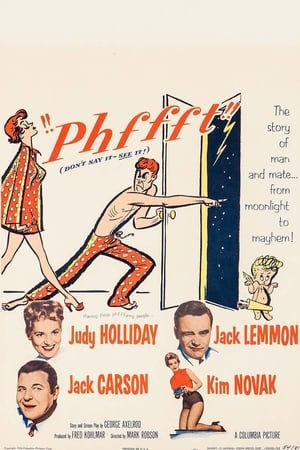 "Phffft"!!
(DON'T SAY IT—SEE IT!)
The story
of man
and mate...
from
moonlight
to
mayhem!
Judy HOLLIDAY
Jack LEMMON
Jack CARSON
Kim NOVAK
Story and Screen Play by GEORGE AXELROD
Produced by FRED KOHLMAR Directed by MARK ROBSON
A COLUMBIA PICTURE